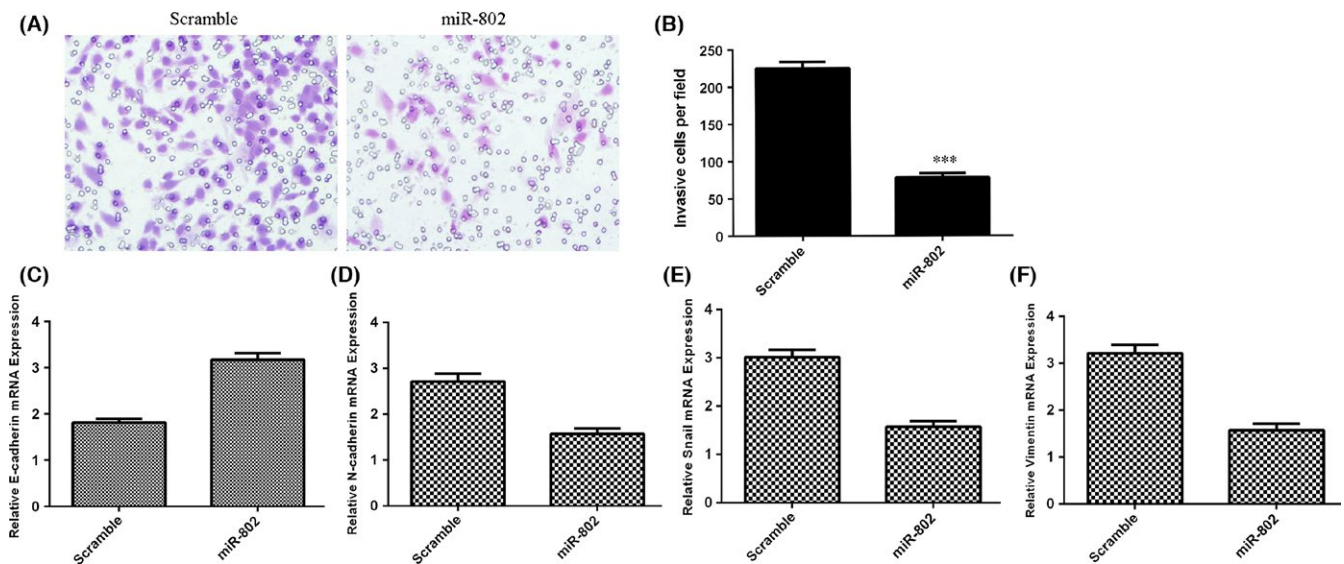 (A)
Scramble
miR-802
(B)
Invasive cells per field
250
200
150
100
50
0
***
Scramble
miR-802
(C)
Relative E-cadherin mRNA Expression
4
3
2
1
0
Scramble
miR-802
(D)
Relative N-cadherin mRNA Expression
4
3
2
1
0
Scramble
miR-802
(E)
Relative Snail mRNA Expression
4
3
2
1
0
Scramble
miR-802
(F)
Relative Vimentin mRNA Expression
4
3
2
1
0
Scramble
miR-802